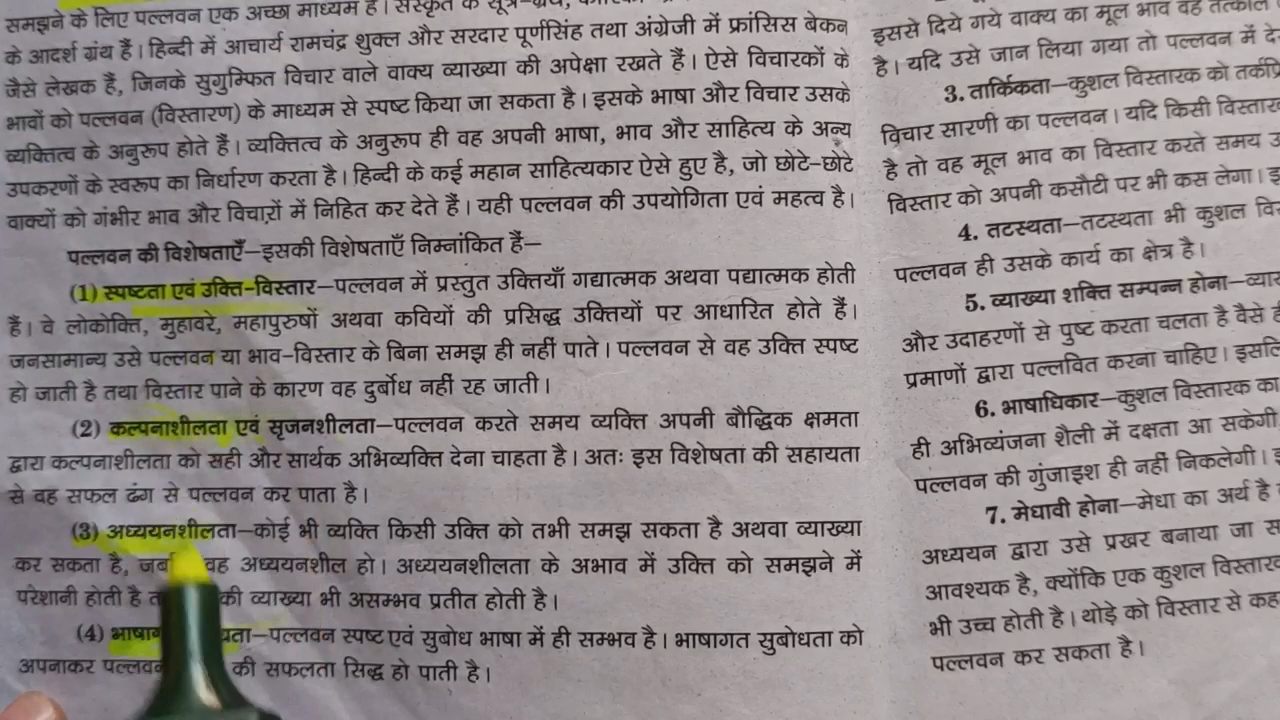 समझने के लिए पल्लवन एक अच्छा माध्यम है। संस्कृत के सूत्र-ग्रंथ,
के आदर्श ग्रंथ हैं। हिन्दी में आचार्य रामचंद्र शुक्ल और सरदार पूर्णसिंह तथा अंग्रेजी में फ्रांसिस बेकन
जैसे लेखक हैं, जिनके सुगुम्फित विचार वाले वाक्य व्याख्या की अपेक्षा रखते हैं। ऐसे विचारकों के
भावों को पल्लवन (विस्तारण) के माध्यम से स्पष्ट किया जा सकता है। इसके भाषा और विचार उसके
व्यक्तित्व के अनुरूप होते हैं। व्यक्तित्व के अनुरूप ही वह अपनी भाषा, भाव और साहित्य के अन्य
उपकरणों के स्वरूप का निर्धारण करता है। हिन्दी के कई महान साहित्यकार ऐसे हुए है, जो छोटे-छोटे
वाक्यों को गंभीर भाव और विचारों में निहित कर देते हैं। यही पल्लवन की उपयोगिता एवं महत्व है।
पल्लवन की विशेषताएँ—इसकी विशेषताएँ निम्नांकित हैं—
(1) स्पष्टता एवं उक्ति-विस्तार—पल्लवन में प्रस्तुत उक्तियाँ गद्यात्मक अथवा पद्यात्मक होती
हैं। वे लोकोक्ति, मुहावरे, महापुरुषों अथवा कवियों की प्रसिद्ध उक्तियों पर आधारित होते हैं।
जनसामान्य उसे पल्लवन या भाव-विस्तार के बिना समझ ही नहीं पाते। पल्लवन से वह उक्ति स्पष्ट
हो जाती है तथा विस्तार पाने के कारण वह दुर्बोध नहीं रह जाती।
(2) कल्पनाशीलता एवं सृजनशीलता—पल्लवन करते समय व्यक्ति अपनी बौद्धिक क्षमता
द्वारा कल्पनाशीलता को सही और सार्थक अभिव्यक्ति देना चाहता है। अतः इस विशेषता की सहायता
से वह सफल ढंग से पल्लवन कर पाता है।
(3) अध्ययनशीलता—कोई भी व्यक्ति किसी उक्ति को तभी समझ सकता है अथवा व्याख्या
कर सकता है, जब वह अध्ययनशील हो। अध्ययनशीलता के अभाव में उक्ति को समझने में
परेशानी होती है की व्याख्या भी असम्भव प्रतीत होती है।
(4) पल्लवन स्पष्ट एवं सुबोध भाषा में ही सम्भव है। भाषागत सुबोधता को
अपनाकर की सफलता सिद्ध हो पाती है।
इससे दिये गये वाक्य का मूल भाव वह तत्काल
है। यदि उसे जान लिया गया तो पल्लवन में
3. तार्किकता—कुशल विस्तारक को
विचार सारणी का पल्लवन। यदि किसी
है तो वह मूल भाव का विस्तार करते समय
विस्तार को अपनी कसौटी पर भी कस लेगा।
4. तटस्थता—तटस्थता भी कुशल
पल्लवन ही उसके कार्य का क्षेत्र है।
5. व्याख्या शक्ति सम्पन्न होना—
और उदाहरणों से पुष्ट करता चलता है वैसे
प्रमाणों द्वारा पल्लवित करना चाहिए।
6. भाषाधिकार—कुशल विस्तारक का
ही अभिव्यंजना शैली में दक्षता आ सकेगी
पल्लवन की गुंजाइश ही नहीं निकलेगी।
7. मेधावी होना—मेधा का अर्थ है
अध्ययन द्वारा उसे प्रखर बनाया जा
आवश्यक है, क्योंकि एक कुशल
भी उच्च होती है। थोड़े को विस्तार से
पल्लवन कर सकता है।